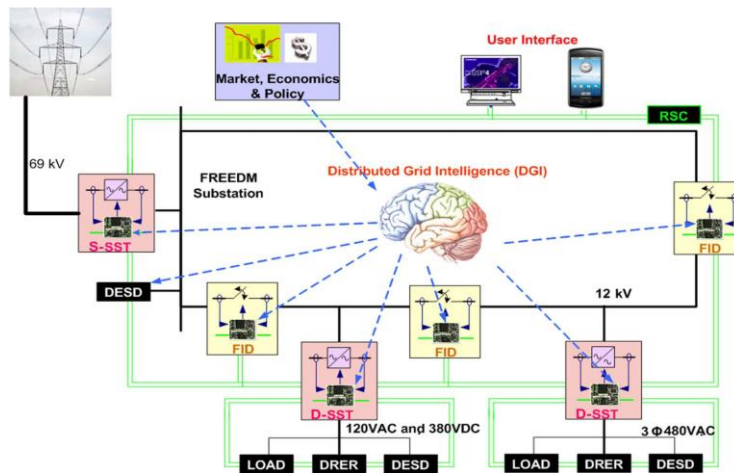 Market, Economics
& Policy
User Interface
RSC
69 kV
FREEDM
Substation
Distributed Grid Intelligence (DGI)
S-SST
FID
DESD
12 kV
FID
FID
D-SST
D-SST
120VAC and 380VDC
3 Φ 480VAC
LOAD
DRER
DESD
LOAD
DRER
DESD